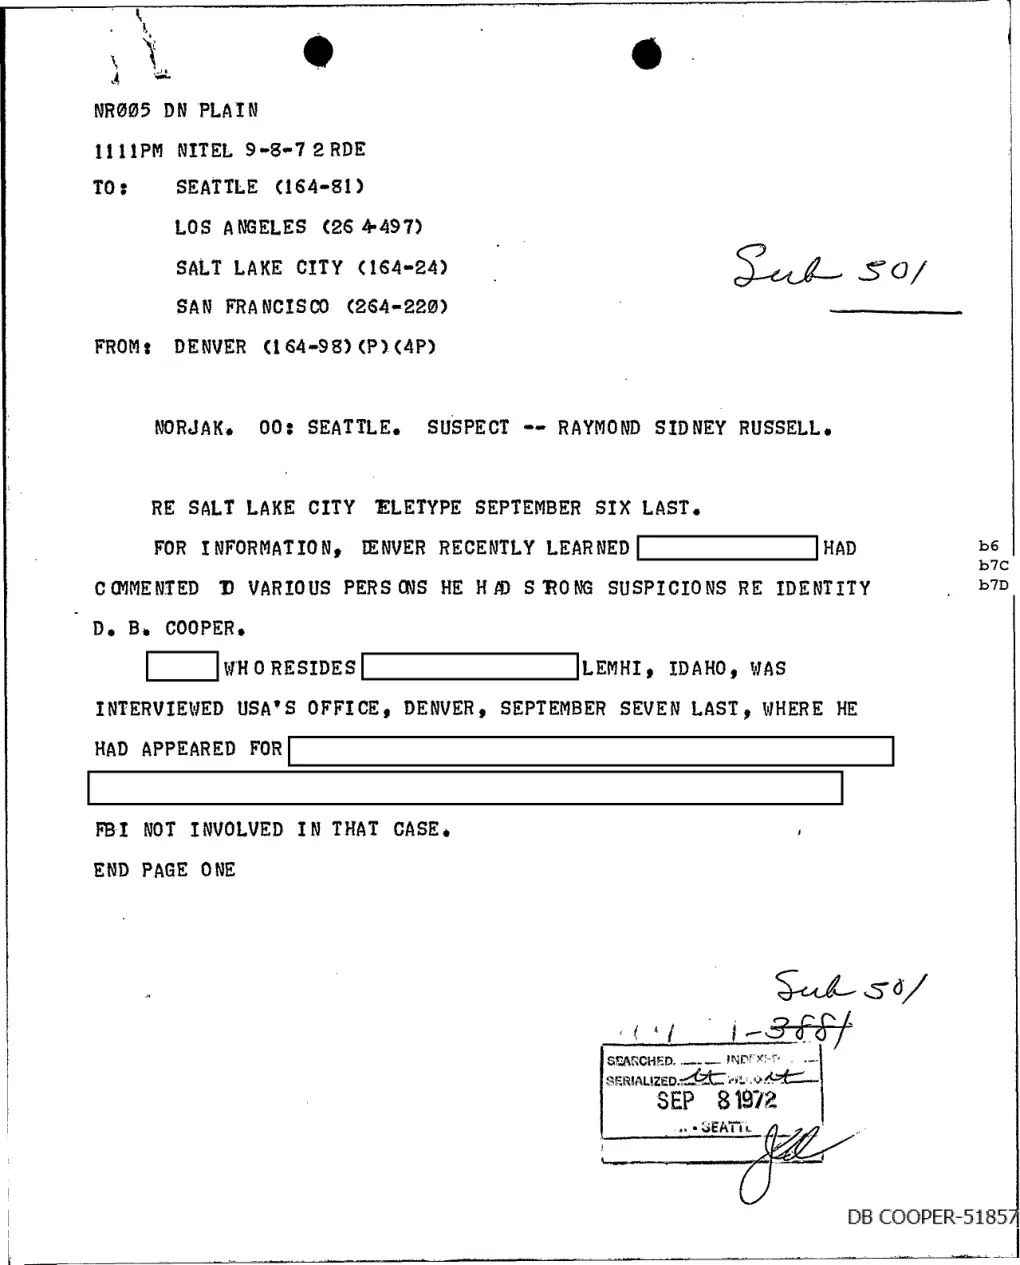 NR005 DN PLAIN
1111PM NITEL 9-8-72 RDE
TO: SEATTLE (164-81)
LOS ANGELES (264-497)
SALT LAKE CITY (164-24)
Sub 501
SAN FRANCISCO (264-220)
FROM: DENVER (164-98)(P)(4P)
NORJAK. OO: SEATTLE. SUSPECT -- RAYMOND SIDNEY RUSSELL.
RE SALT LAKE CITY TELETYPE SEPTEMBER SIX LAST.
FOR INFORMATION, DENVER RECENTLY LEARNED HAD
b6
b7C
COMMENTED TO VARIOUS PERSONS HE HAD STRONG SUSPICIONS RE IDENTITY
b7D
D. B. COOPER.
WHO RESIDES LEMHI, IDAHO, WAS
INTERVIEWED USA'S OFFICE, DENVER, SEPTEMBER SEVEN LAST, WHERE HE
HAD APPEARED FOR
FBI NOT INVOLVED IN THAT CASE.
END PAGE ONE
Sub 501
1-3881
SEARCHED INDEXED
SERIALIZED
SEP 8 1972
DB COOPER-51857